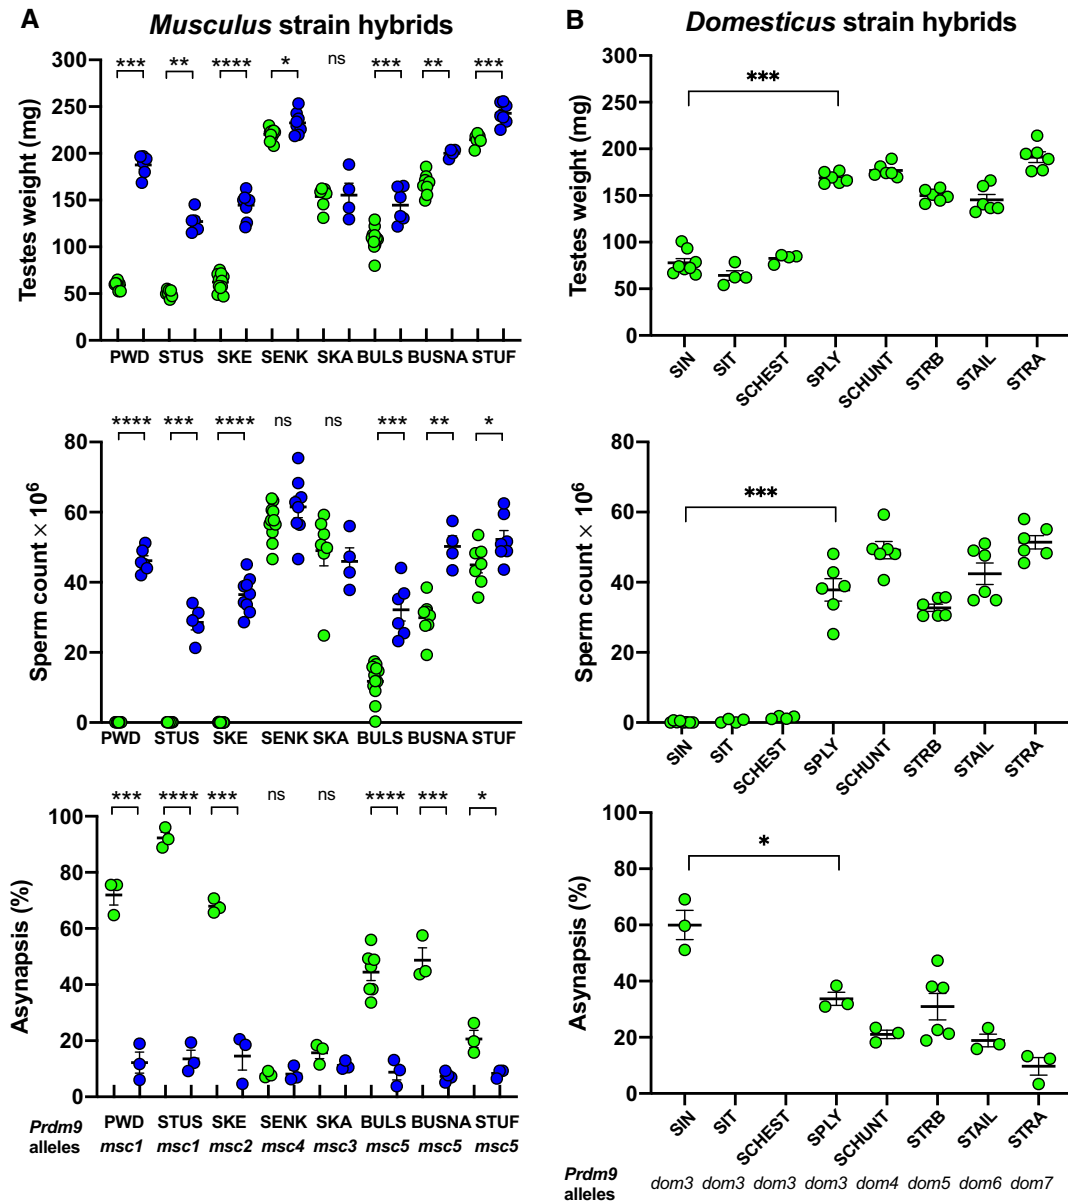 A
Musculus strain hybrids
*** ** **** * ns *** ** ***
Testes weight (mg)
300
250
200
150
100
50
0
PWD STUS SKE SENK SKA BULS BUSNA STUF
**** *** **** ns ns *** ** *
Sperm count × 10⁶
80
60
40
20
0
PWD STUS SKE SENK SKA BULS BUSNA STUF
*** **** *** ns ns **** *** *
Asynapsis (%)
100
80
60
40
20
0
PWD STUS SKE SENK SKA BULS BUSNA STUF
Prdm9 alleles msc1 msc1 msc2 msc4 msc3 msc5 msc5 msc5
B
Domesticus strain hybrids
***
Testes weight (mg)
300
250
200
150
100
50
0
SIN SIT SCHEST SPLY SCHUNT STRB STAIL STRA
***
Sperm count × 10⁶
80
60
40
20
0
SIN SIT SCHEST SPLY SCHUNT STRB STAIL STRA
*
Asynapsis (%)
100
80
60
40
20
0
SIN SIT SCHEST SPLY SCHUNT STRB STAIL STRA
Prdm9 alleles dom3 dom3 dom3 dom3 dom4 dom5 dom6 dom7